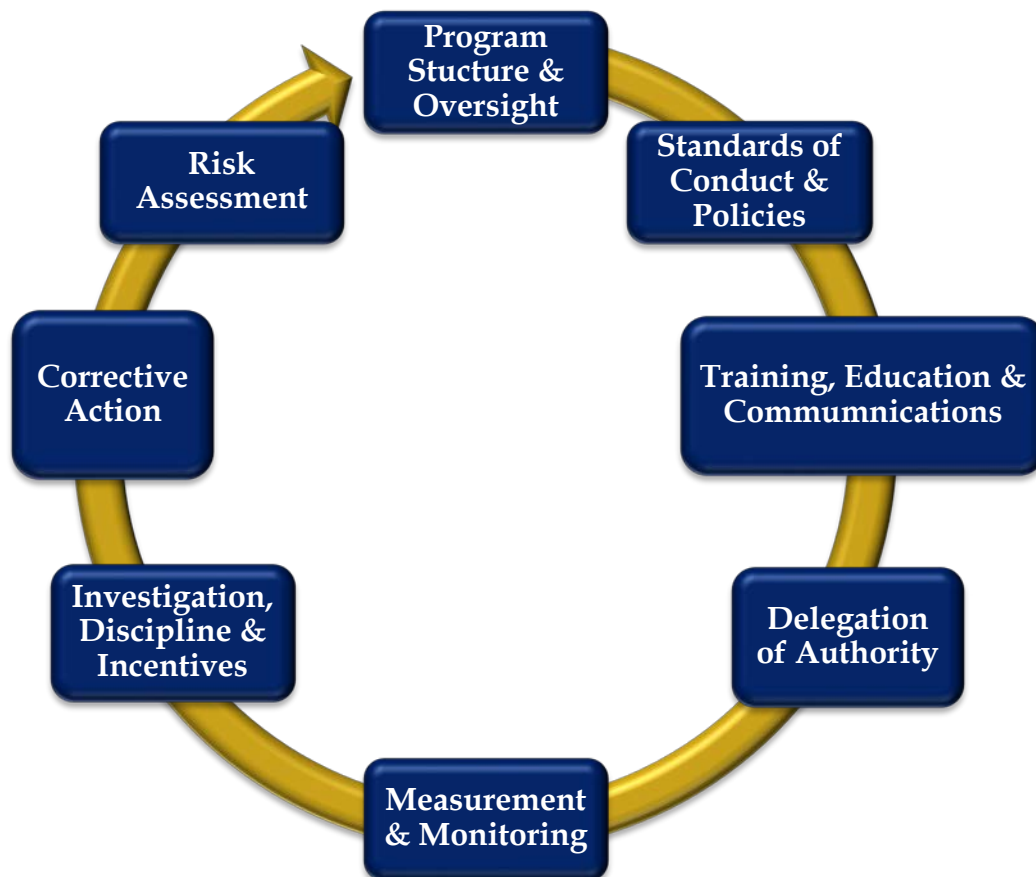 Program
Stucture &
Oversight
Standards of
Conduct &
Policies
Training, Education &
Commumnications
Delegation
of Authority
Measurement
& Monitoring
Investigation,
Discipline &
Incentives
Corrective
Action
Risk
Assessment